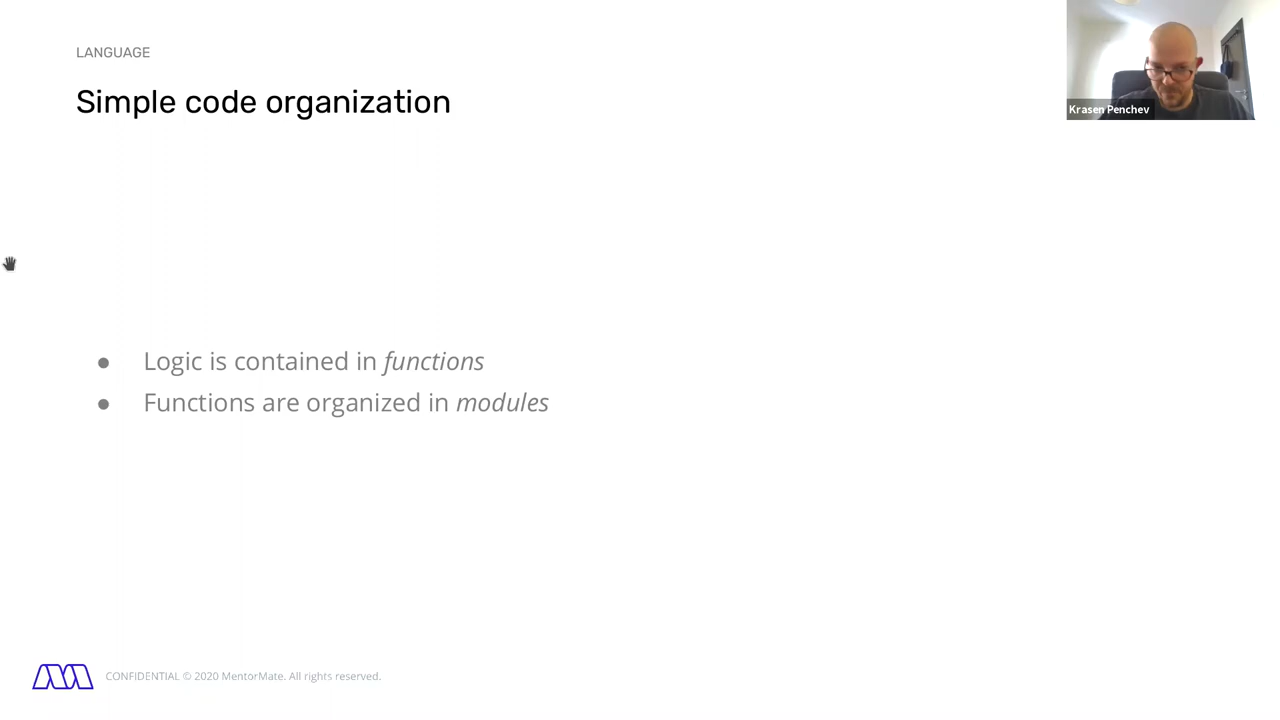 LANGUAGE
Simple code organization
Krasen Penchev
● Logic is contained in functions
● Functions are organized in modules
CONFIDENTIAL © 2020 MentorMate. All rights reserved.